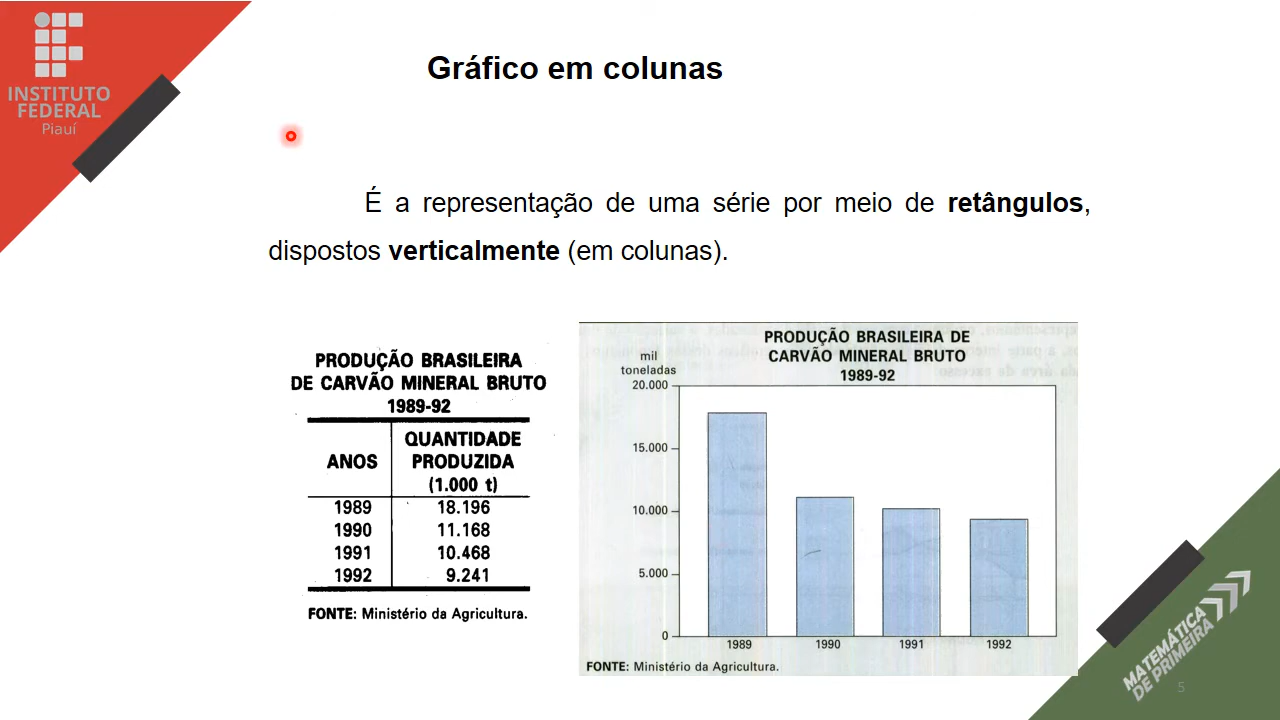 INSTITUTO
FEDERAL
Piauí
Gráfico em colunas
É a representação de uma série por meio de retângulos,
dispostos verticalmente (em colunas).
PRODUÇÃO BRASILEIRA
DE CARVÃO MINERAL BRUTO
1989-92
ANOS
QUANTIDADE
PRODUZIDA
(1.000 t)
1989 18.196
1990 11.168
1991 10.468
1992 9.241
FONTE: Ministério da Agricultura.
PRODUÇÃO BRASILEIRA DE
CARVÃO MINERAL BRUTO
1989-92
mil
toneladas
20.000
15.000
10.000
5.000
0
1989 1990 1991 1992
FONTE: Ministério da Agricultura.
MATEMÁTICA
DE PRIMEIRA
5